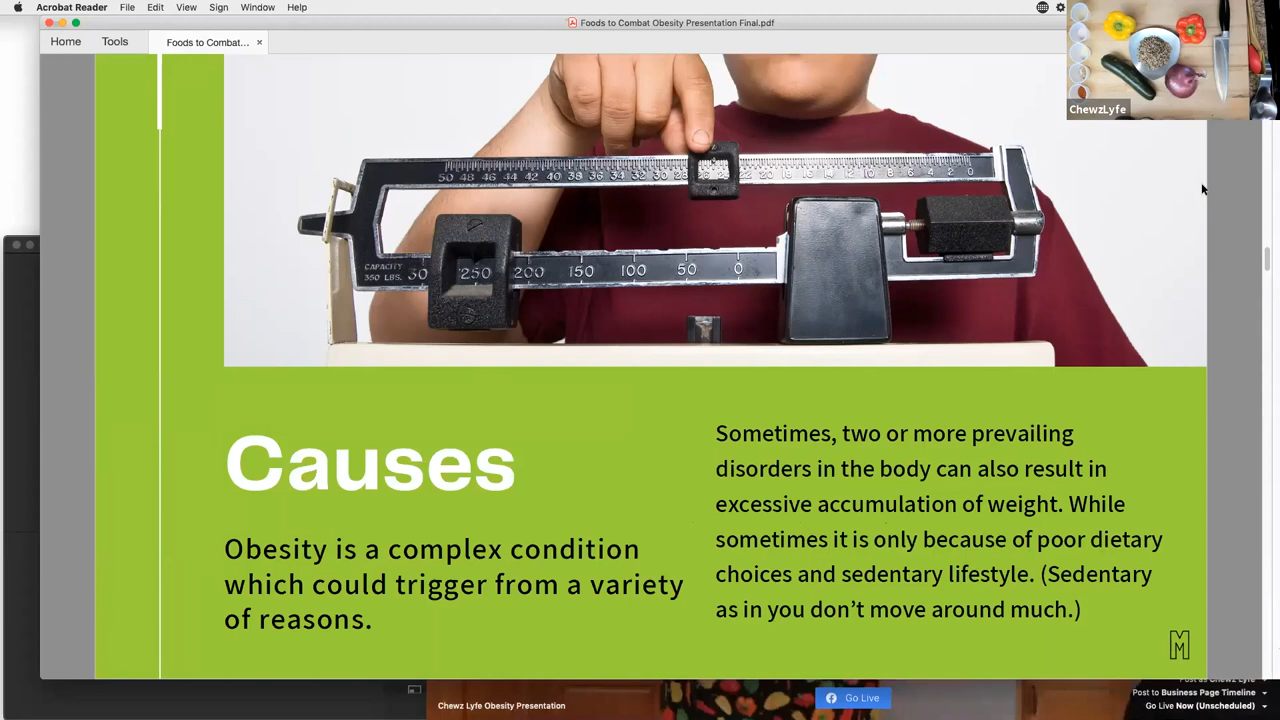 Acrobat Reader File Edit View Sign Window Help
Foods to Combat Obesity Presentation Final.pdf
Home Tools Foods to Combat... ×
ChewzLyfe
50 48 46 44 42 40 38 36 34 32 30 28 22 20 18 16 14 12 10 8 6 4 2 0
CAPACITY
350 LBS.
250 200 150 100 50 0
Causes
Obesity is a complex condition
which could trigger from a variety
of reasons.
Sometimes, two or more prevailing
disorders in the body can also result in
excessive accumulation of weight. While
sometimes it is only because of poor dietary
choices and sedentary lifestyle. (Sedentary
as in you don’t move around much.)
M
Chewz Lyfe Obesity Presentation
Go Live
Post as Chewz Lyfe
Post to Business Page Timeline
Go Live Now (Unscheduled)